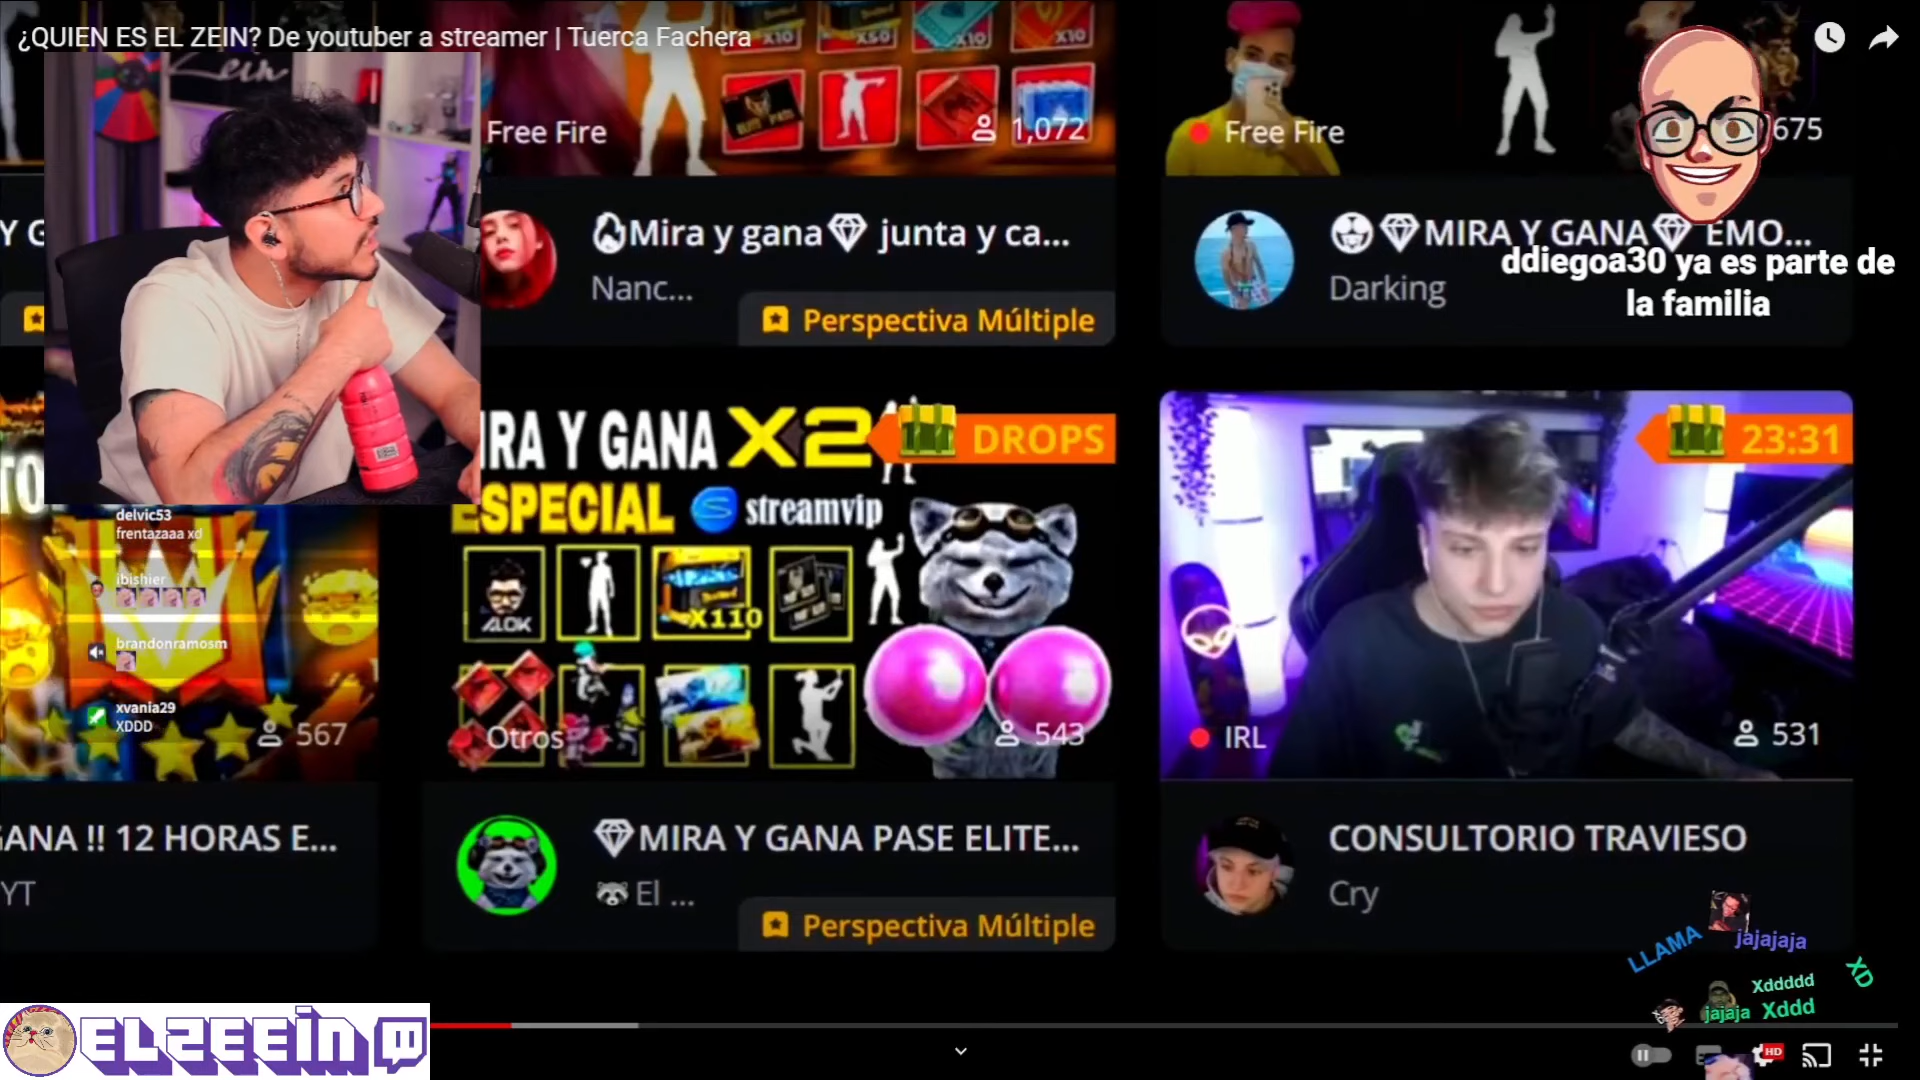 ¿QUIEN ES EL ZEIN? De youtuber a streamer | Tuerca Fachera
X10
X50
X10
X10
Free Fire
1,072
Free Fire
675
Mira y gana junta y ca...
Nanc...
Perspectiva Múltiple
MIRA Y GANA EMO...
Darking
ddiegoa30 ya es parte de
la familia
Y G
IRA Y GANA X2
DROPS
ESPECIAL streamvip
23:31
ALOK
X110
delvic53
frentazaaa xd
ibishier
brandonramosm
xvania29
XDDD
567
Otros
543
IRL
531
GANA !! 12 HORAS E...
YT
MIRA Y GANA PASE ELITE...
El ...
Perspectiva Múltiple
CONSULTORIO TRAVIESO
Cry
LLAMA
jajajaja
XD
Xddddd
jajaja
Xddd
ELZEEIN
HD